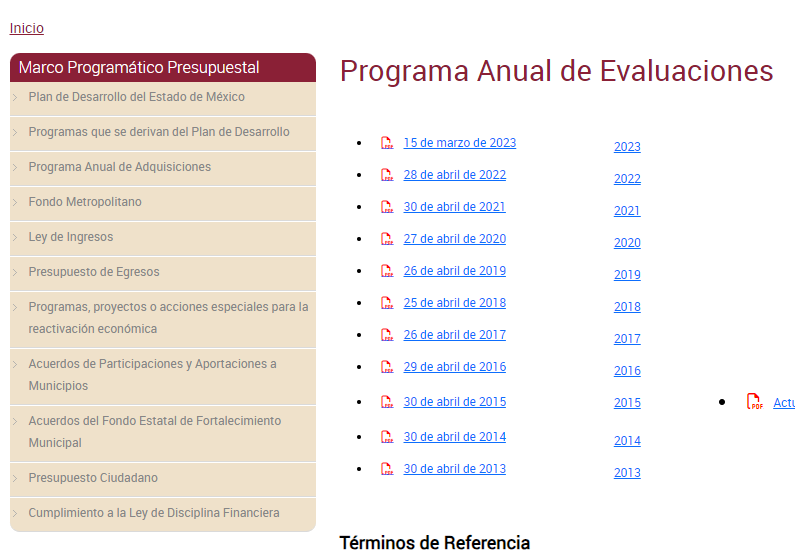 Inicio
Marco Programático Presupuestal
Plan de Desarrollo del Estado de México
Programas que se derivan del Plan de Desarrollo
Programa Anual de Adquisiciones
Fondo Metropolitano
Ley de Ingresos
Presupuesto de Egresos
Programas, proyectos o acciones especiales para la
reactivación económica
Acuerdos de Participaciones y Aportaciones a
Municipios
Acuerdos del Fondo Estatal de Fortalecimiento
Municipal
Presupuesto Ciudadano
Cumplimiento a la Ley de Disciplina Financiera
Programa Anual de Evaluaciones
15 de marzo de 2023 2023
28 de abril de 2022 2022
30 de abril de 2021 2021
27 de abril de 2020 2020
26 de abril de 2019 2019
25 de abril de 2018 2018
26 de abril de 2017 2017
29 de abril de 2016 2016
30 de abril de 2015 2015 PDF Actu
30 de abril de 2014 2014
30 de abril de 2013 2013
Términos de Referencia